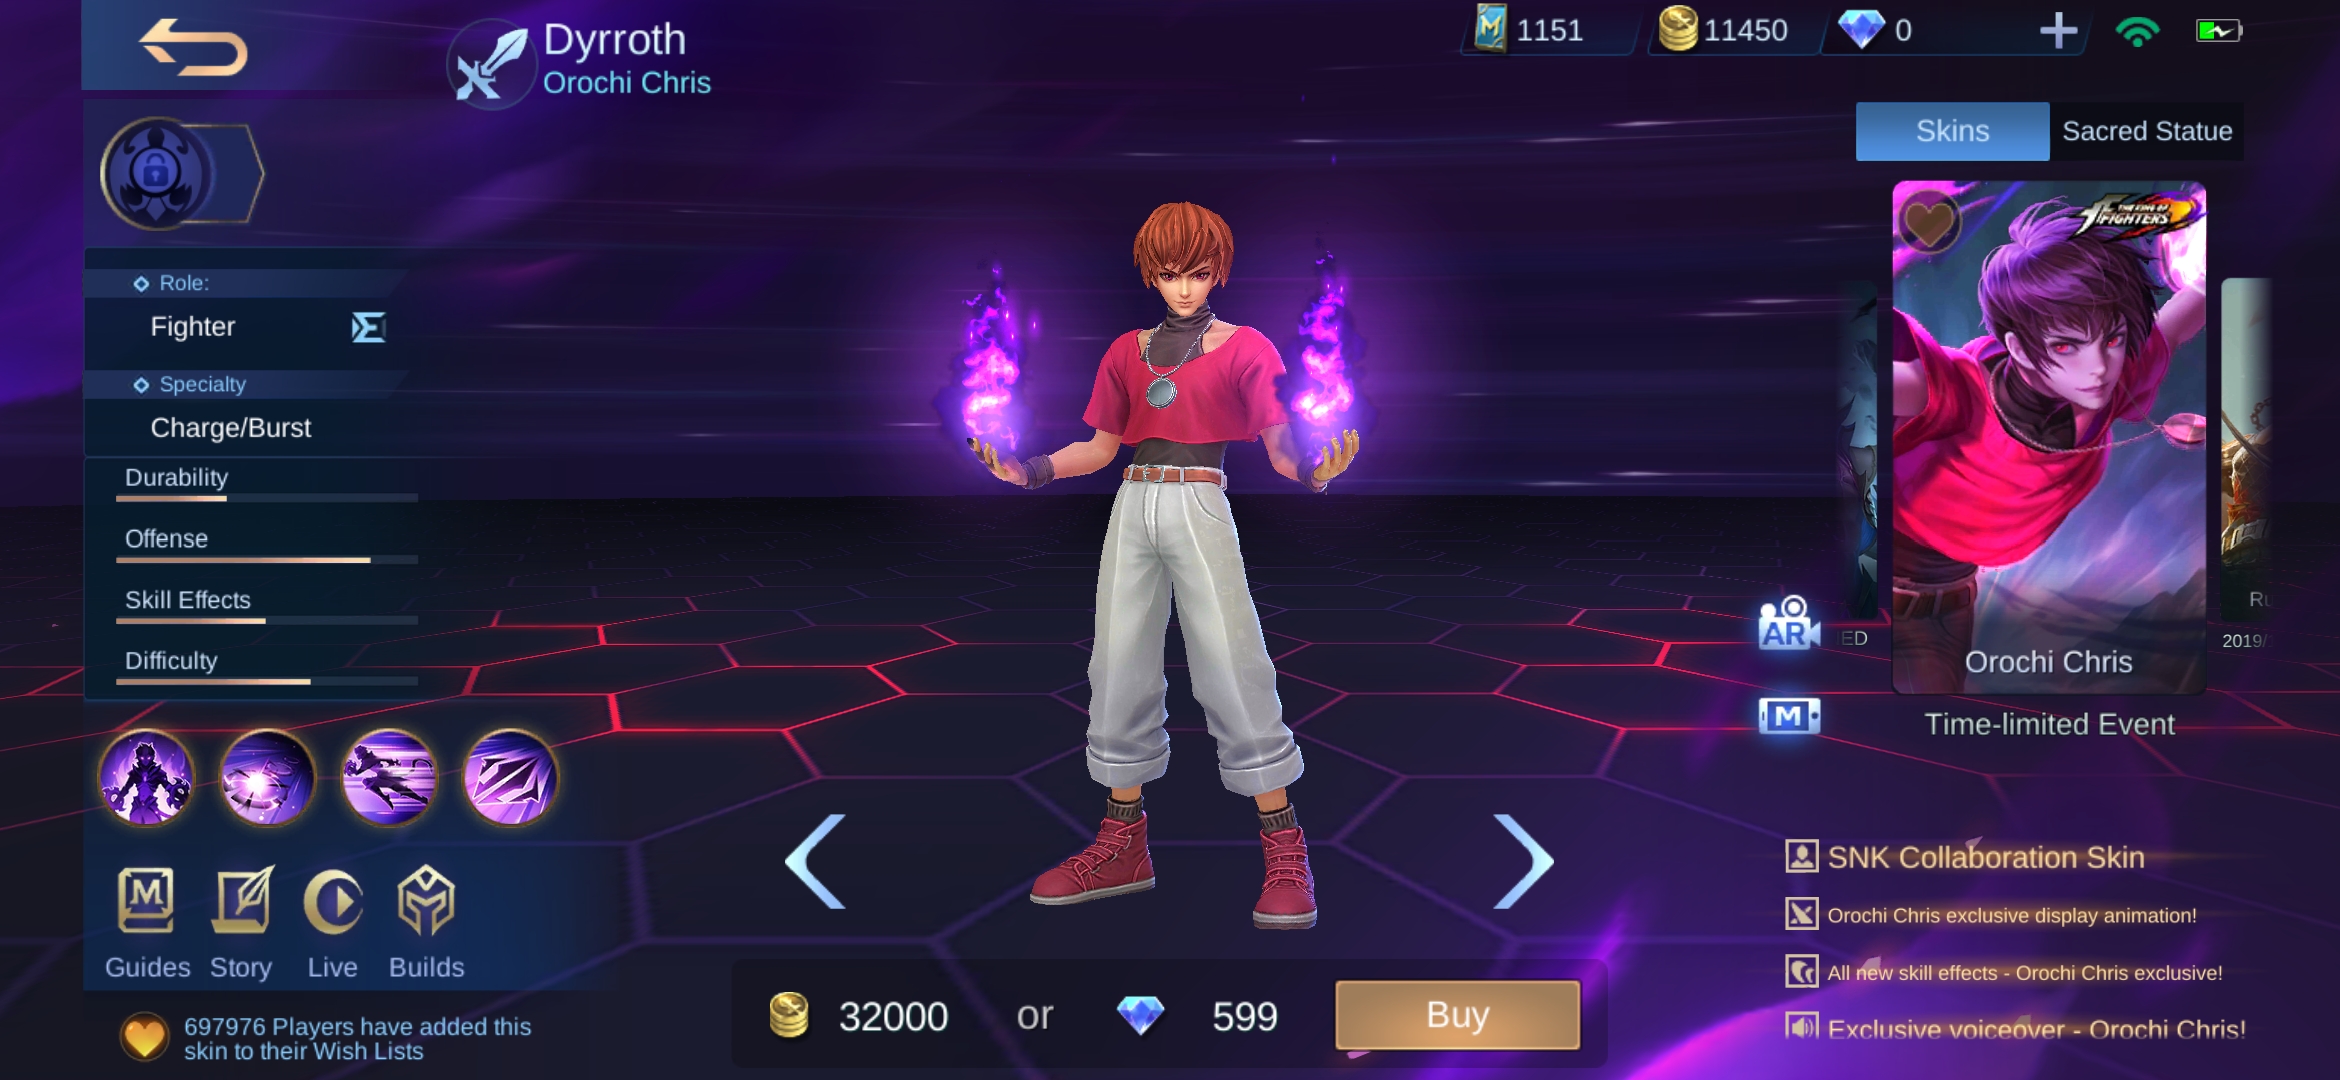 Dyrroth
Orochi Chris
1151
11450
0
Skins
Sacred Statue
Role:
Fighter
Specialty
Charge/Burst
Durability
Offense
Skill Effects
Difficulty
THE KING OF
FIGHTERS
Orochi Chris
Time-limited Event
AR
M
2019/
SNK Collaboration Skin
Orochi Chris exclusive display animation!
All new skill effects - Orochi Chris exclusive!
Exclusive voiceover - Orochi Chris!
Guides
Story
Live
Builds
697976 Players have added this
skin to their Wish Lists
32000
or
599
Buy